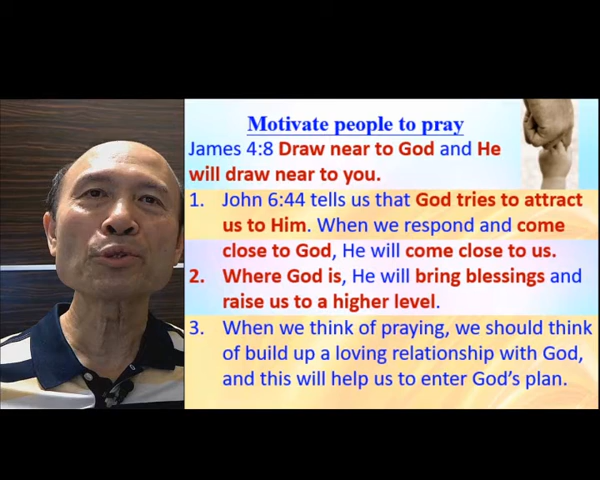 Motivate people to pray
James 4:8 Draw near to God and He
will draw near to you.
1. John 6:44 tells us that God tries to attract
us to Him. When we respond and come
close to God, He will come close to us.
2. Where God is, He will bring blessings and
raise us to a higher level.
3. When we think of praying, we should think
of build up a loving relationship with God,
and this will help us to enter God's plan.